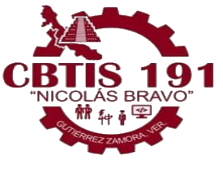 CBTIS 191
"NICOLÁS BRAVO"
GUTIERREZ ZAMORA, VER.